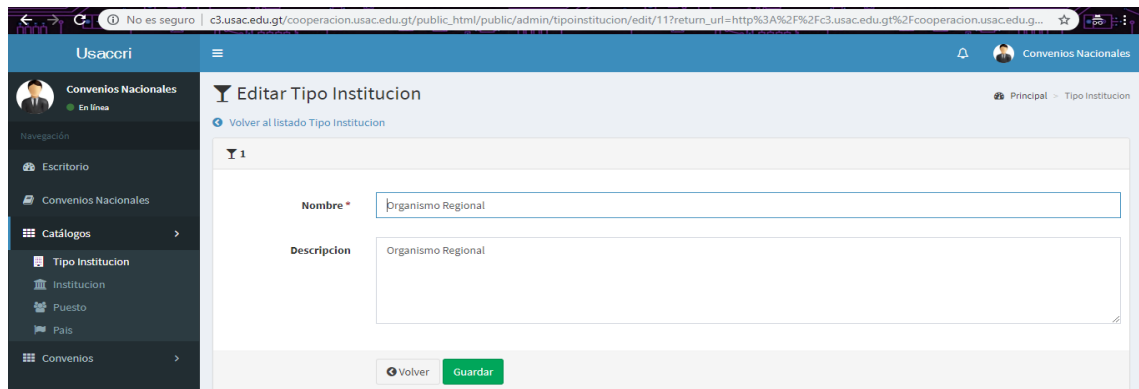 No es seguro | c3.usac.edu.gt/cooperacion.usac.edu.gt/public_html/public/admin/tipoinstitucion/edit/11?return_url=http%3A%2F%2Fc3.usac.edu.gt%2Fcooperacion.usac.edu.g...
Usaccri
Convenios Nacionales
Convenios Nacionales
En línea
Editar Tipo Institucion
Principal > Tipo Institucion
Volver al listado Tipo Institucion
Navegación
1
Escritorio
Convenios Nacionales
Nombre * Organismo Regional
Catálogos >
Descripcion Organismo Regional
Tipo Institucion
Institucion
Puesto
Pais
Convenios >
Volver Guardar